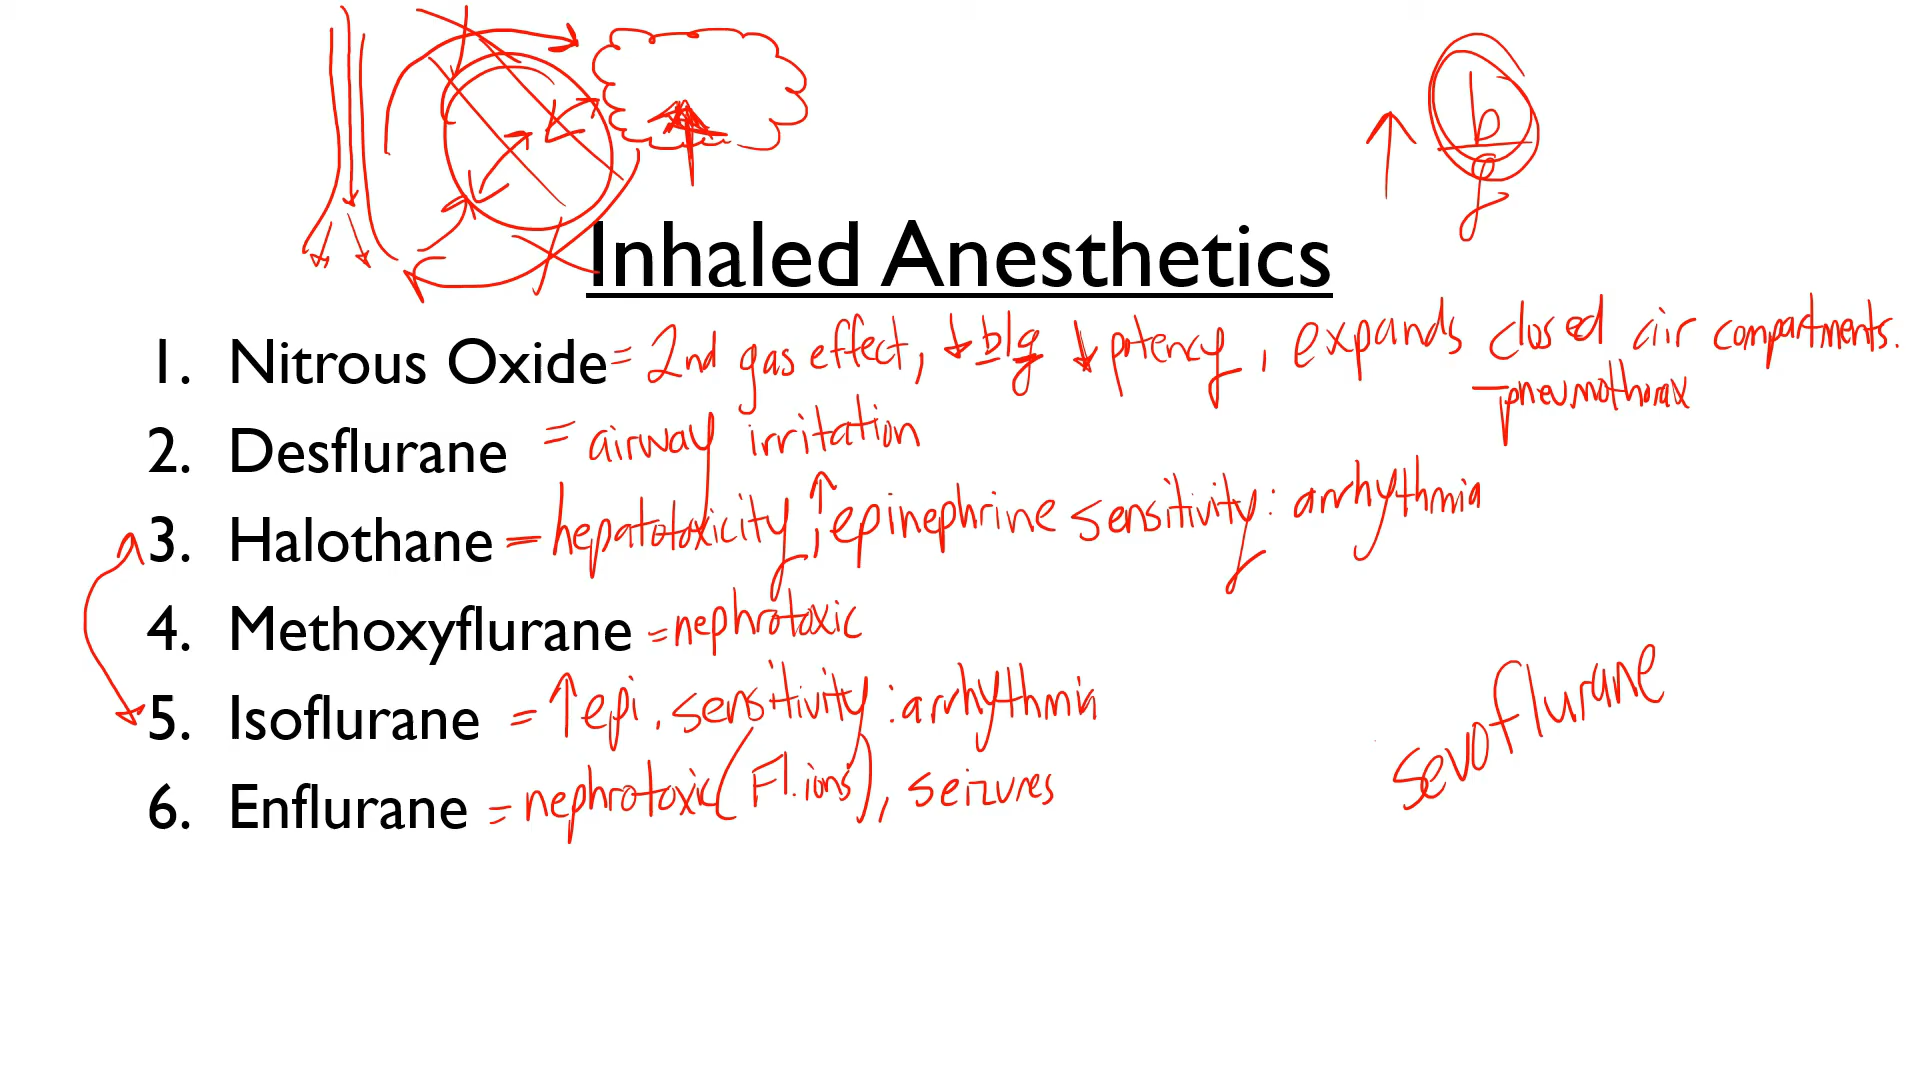 b
g
Inhaled Anesthetics
1. Nitrous Oxide = 2nd gas effect, ↓ b/g ↓ potency, expands closed air compartments.
- pneumothorax
2. Desflurane = airway irritation
3. Halothane = hepatotoxicity, ↑ epinephrine sensitivity: arrhythmia
4. Methoxyflurane = nephrotoxic
5. Isoflurane = ↑ epi. sensitivity: arrhythmia
sevoflurane
6. Enflurane = nephrotoxic (Fl. ions), seizures